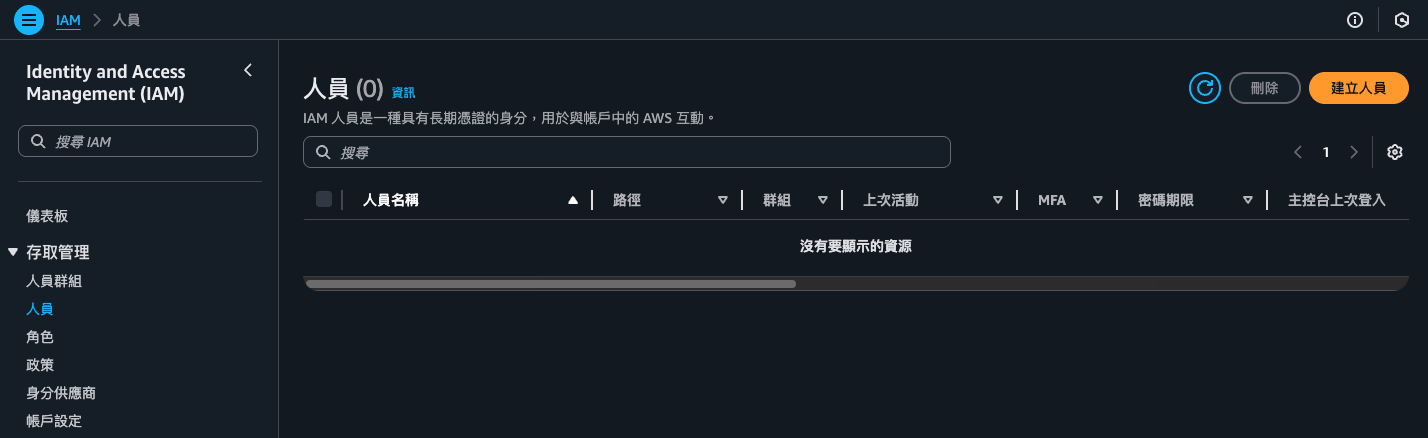 IAM > 人員
Identity and Access
Management (IAM)
搜尋 IAM
儀表板
存取管理
人員群組
人員
角色
政策
身分供應商
帳戶設定
人員 (0) 資訊
刪除
建立人員
IAM 人員是一種具有長期憑證的身分，用於與帳戶中的 AWS 互動。
搜尋
1
人員名稱 路徑 群組 上次活動 MFA 密碼期限 主控台上次登入
沒有要顯示的資源